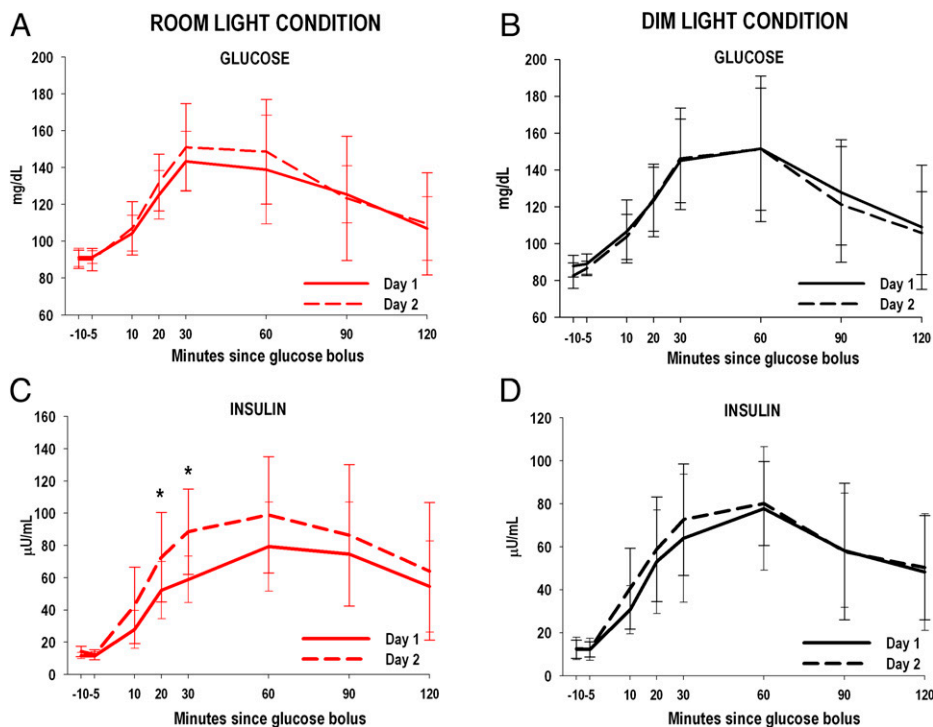 A
ROOM LIGHT CONDITION
GLUCOSE
mg/dL
200
180
160
140
120
100
80
60
Day 1
Day 2
-10-5 10 20 30 60 90 120
Minutes since glucose bolus
B
DIM LIGHT CONDITION
GLUCOSE
mg/dL
200
180
160
140
120
100
80
60
Day 1
Day 2
-10-5 10 20 30 60 90 120
Minutes since glucose bolus
C
INSULIN
μU/mL
160
140
120
100
80
60
40
20
0
* *
Day 1
Day 2
-10-5 10 20 30 60 90 120
Minutes since glucose bolus
D
INSULIN
μU/mL
120
100
80
60
40
20
0
Day 1
Day 2
-10-5 10 20 30 60 90 120
Minutes since glucose bolus